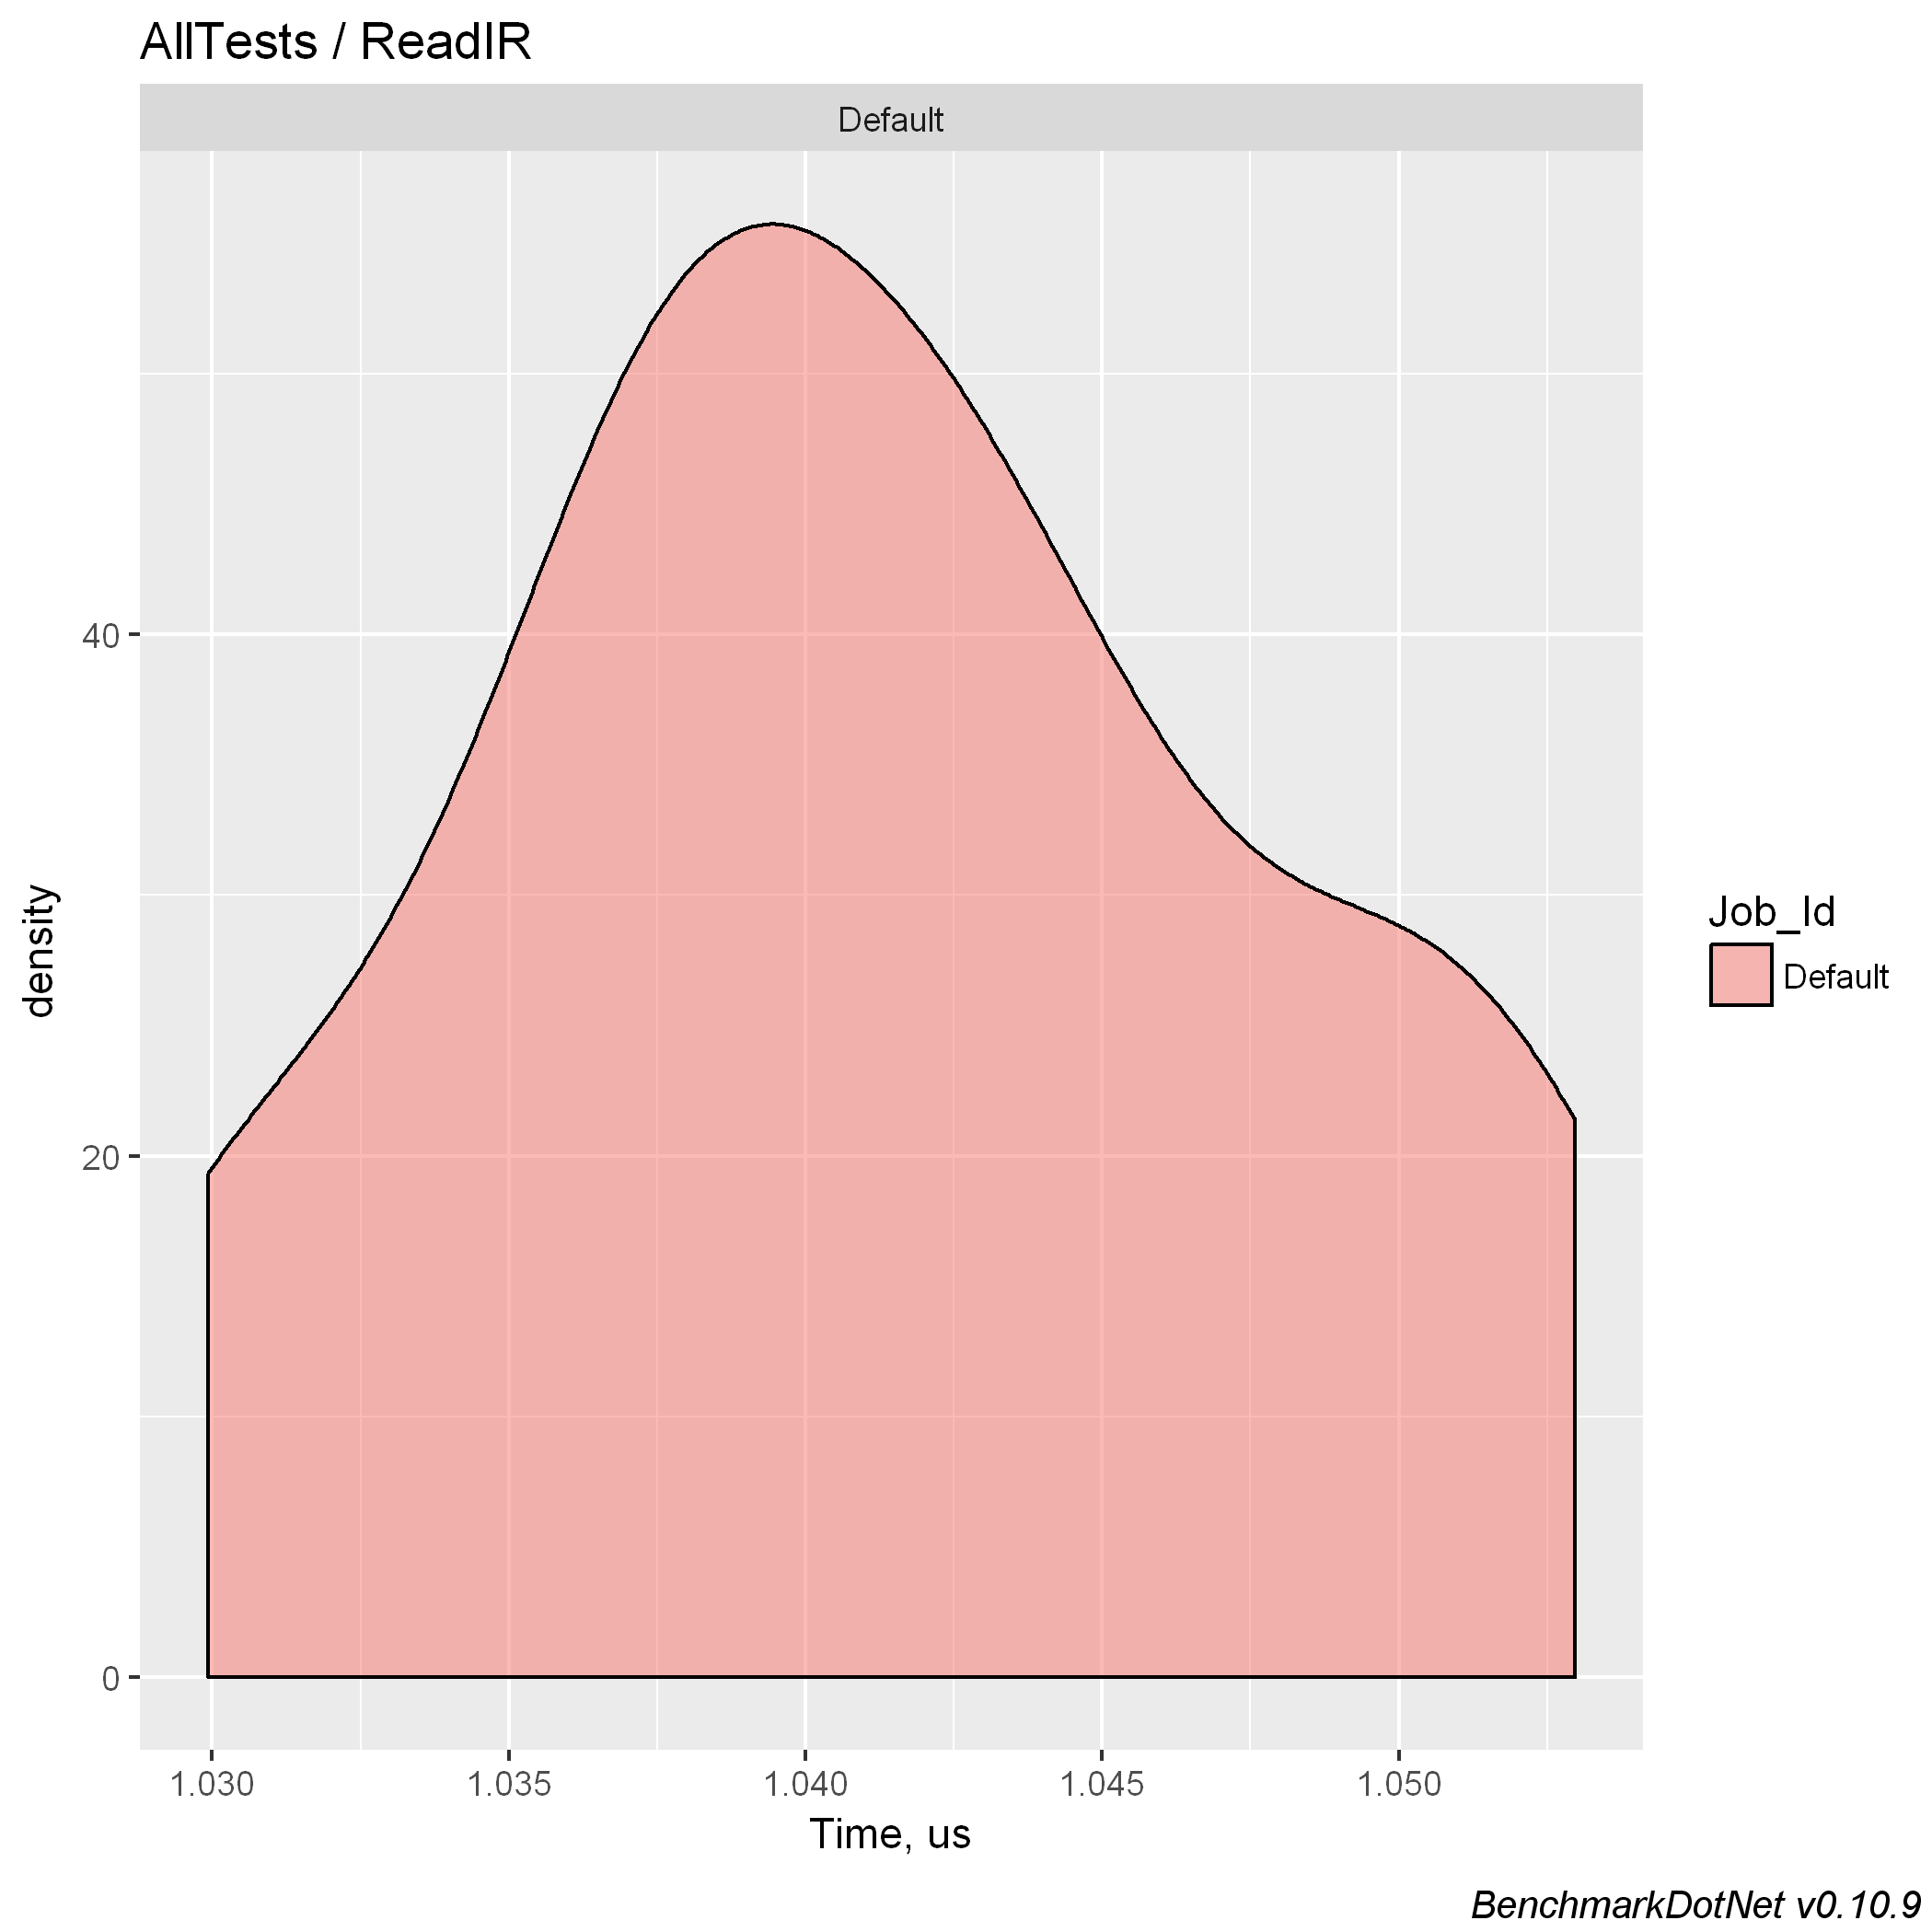 AllTests / ReadIR
Default
40
20
0
density
1.030
1.035
1.040
1.045
1.050
Time, us
Job_Id
Default
BenchmarkDotNet v0.10.9